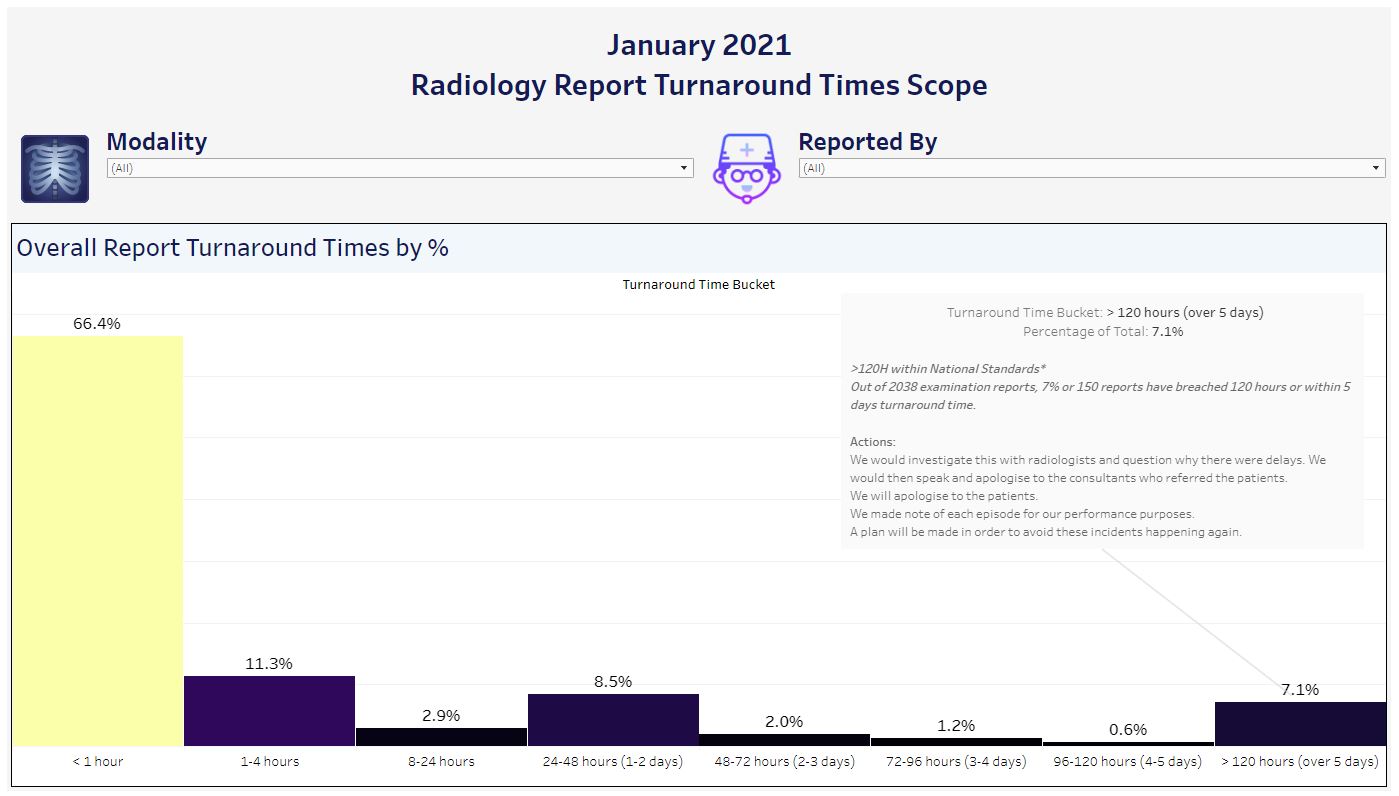 January 2021
Radiology Report Turnaround Times Scope
Modality
(All)
Reported By
(All)
Overall Report Turnaround Times by %
Turnaround Time Bucket
Turnaround Time Bucket: > 120 hours (over 5 days)
Percentage of Total: 7.1%
>120H within National Standards*
Out of 2038 examination reports, 7% or 150 reports have breached 120 hours or within 5
days turnaround time.
Actions:
We would investigate this with radiologists and question why there were delays. We
would then speak and apologise to the consultants who referred the patients.
We will apologise to the patients.
We made note of each episode for our performance purposes.
A plan will be made in order to avoid these incidents happening again.
66.4%
11.3%
2.9%
8.5%
2.0%
1.2%
0.6%
7.1%
< 1 hour
1-4 hours
8-24 hours
24-48 hours (1-2 days)
48-72 hours (2-3 days)
72-96 hours (3-4 days)
96-120 hours (4-5 days)
> 120 hours (over 5 days)